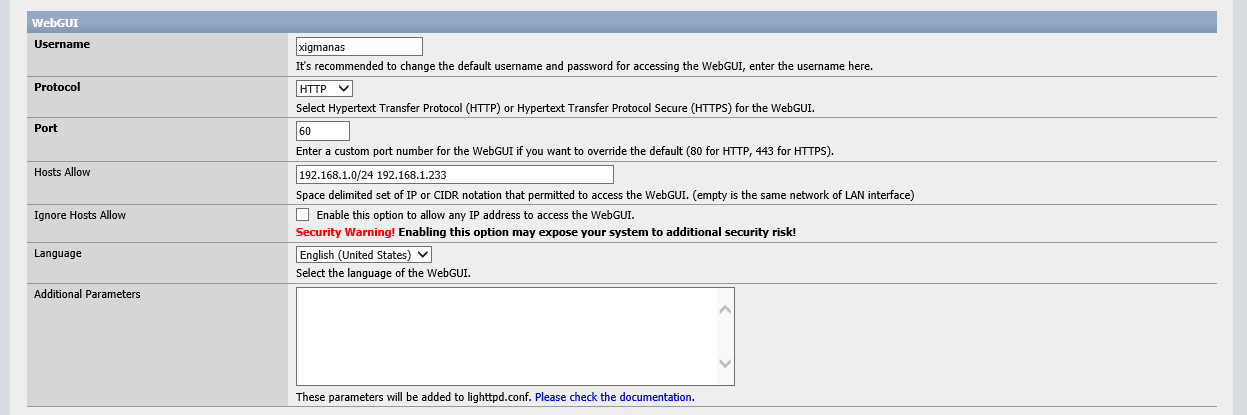 WebGUI
Username
xigmanas
It's recommended to change the default username and password for accessing the WebGUI, enter the username here.
Protocol
HTTP
Select Hypertext Transfer Protocol (HTTP) or Hypertext Transfer Protocol Secure (HTTPS) for the WebGUI.
Port
60
Enter a custom port number for the WebGUI if you want to override the default (80 for HTTP, 443 for HTTPS).
Hosts Allow
192.168.1.0/24 192.168.1.233
Space delimited set of IP or CIDR notation that permitted to access the WebGUI. (empty is the same network of LAN interface)
Ignore Hosts Allow
Enable this option to allow any IP address to access the WebGUI.
Security Warning! Enabling this option may expose your system to additional security risk!
Language
English (United States)
Select the language of the WebGUI.
Additional Parameters
These parameters will be added to lighttpd.conf. Please check the documentation.